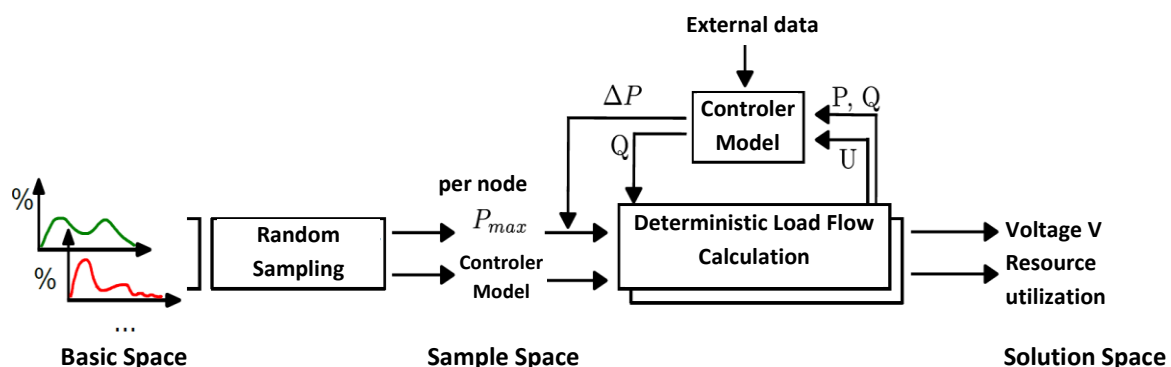 External data
ΔP
Controler
Model
P, Q
U
Q
per node
%
Random
Sampling
P_max
Controler
Model
Deterministic Load Flow
Calculation
Voltage V
Resource
utilization
%
...
Basic Space
Sample Space
Solution Space